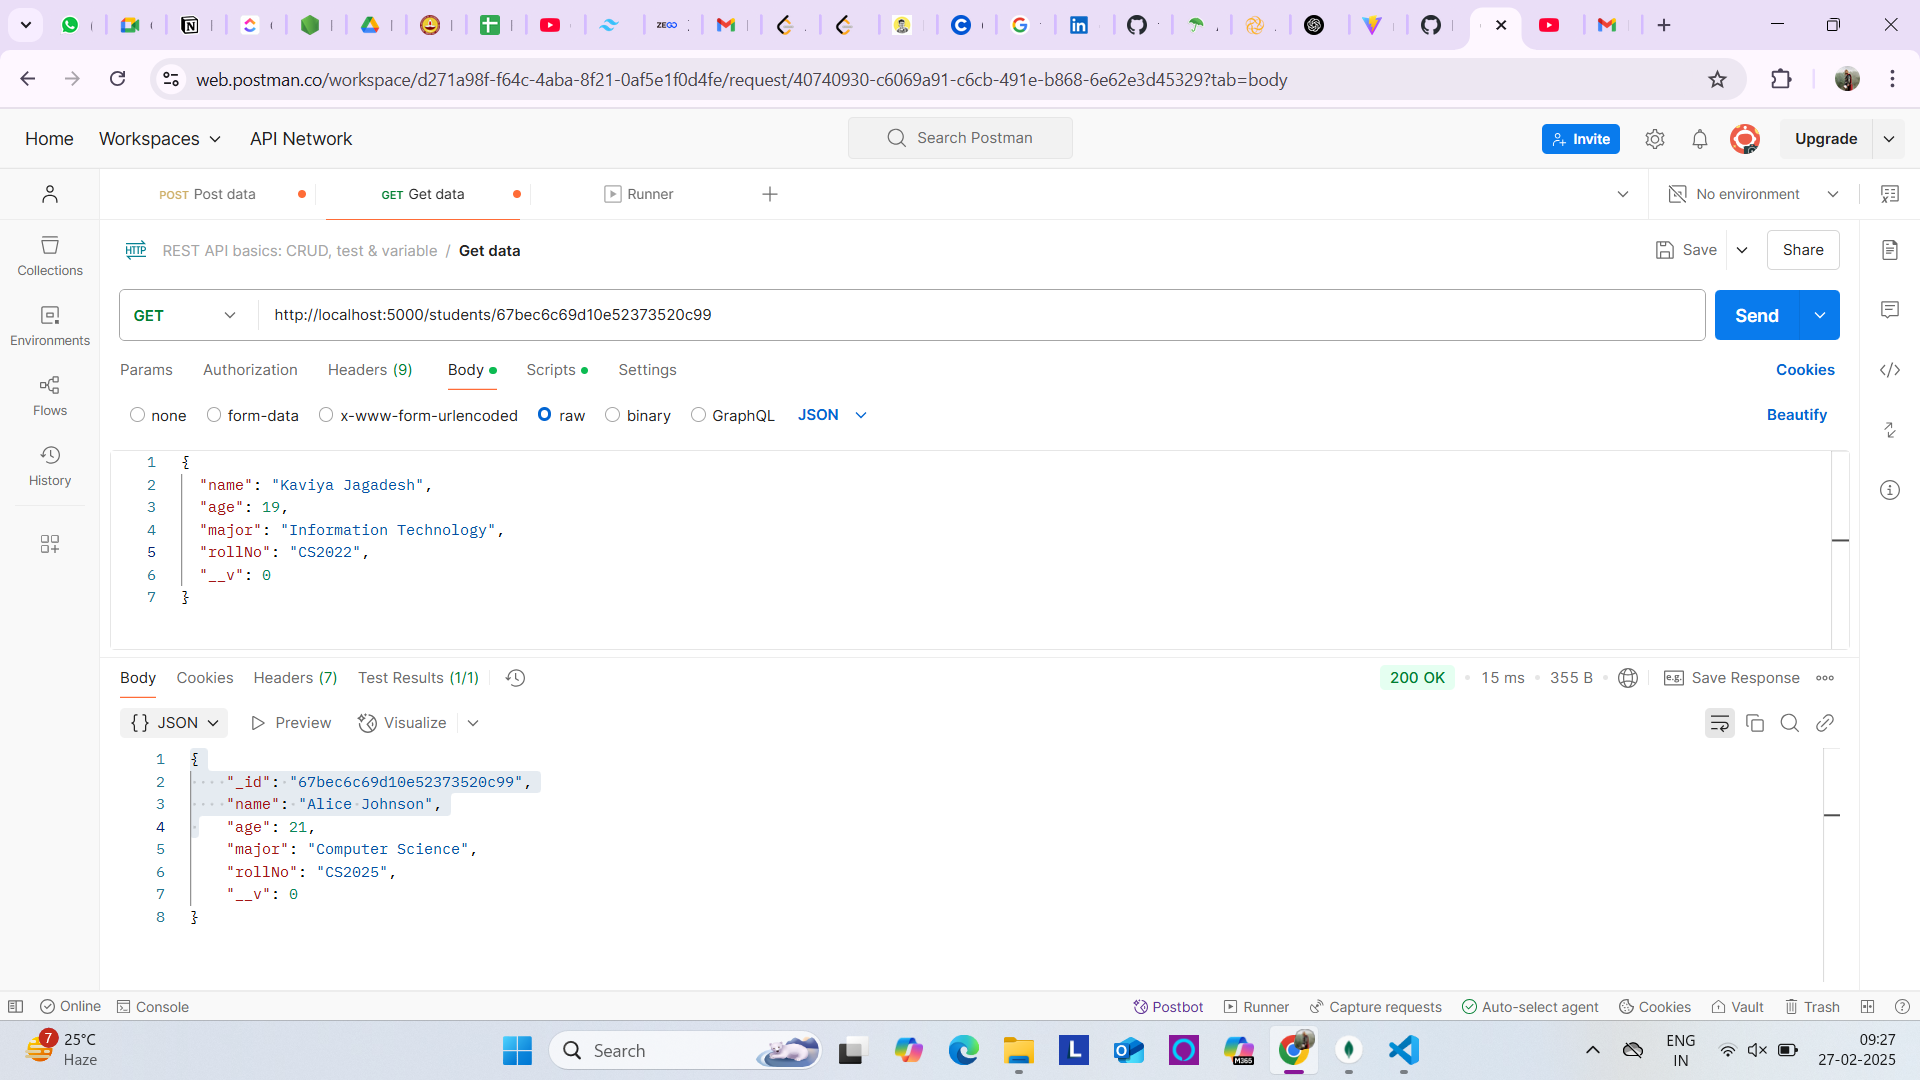 web.postman.co/workspace/d271a98f-f64c-4aba-8f21-0af5e1f0d4fe/request/40740930-c6069a91-c6cb-491e-b868-6e62e3d45329?tab=body
Home Workspaces API Network Search Postman Invite Upgrade
POST Post data GET Get data Runner No environment
REST API basics: CRUD, test & variable / Get data Save Share
Collections
Environments
Flows
History
GET http://localhost:5000/students/67bec6c69d10e52373520c99 Send
Params Authorization Headers (9) Body Scripts Settings Cookies
none form-data x-www-form-urlencoded raw binary GraphQL JSON Beautify
1 {
2 "name": "Kaviya Jagadesh",
3 "age": 19,
4 "major": "Information Technology",
5 "rollNo": "CS2022",
6 "__v": 0
7 }
Body Cookies Headers (7) Test Results (1/1) 200 OK 15 ms 355 B e.g. Save Response
{} JSON Preview Visualize
1 {
2 "_id": "67bec6c69d10e52373520c99",
3 "name": "Alice Johnson",
4 "age": 21,
5 "major": "Computer Science",
6 "rollNo": "CS2025",
7 "__v": 0
8 }
Online Console Postbot Runner Capture requests Auto-select agent Cookies Vault Trash
7 25°C
Haze
Search
ENG
IN
09:27
27-02-2025